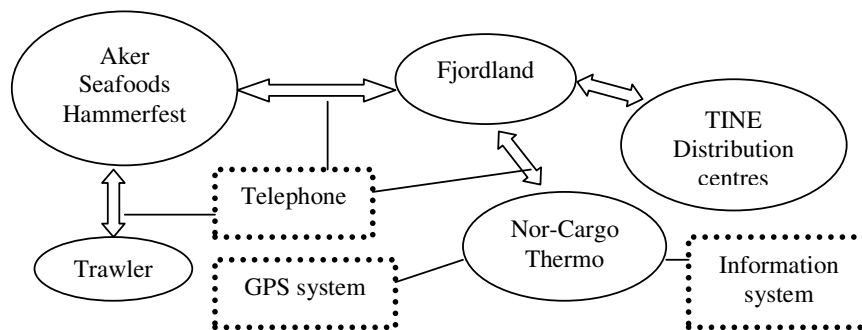 Aker
Seafoods
Hammerfest
Fjordland
TINE
Distribution
centres
Telephone
Nor-Cargo
Thermo
Trawler
GPS system
Information
system